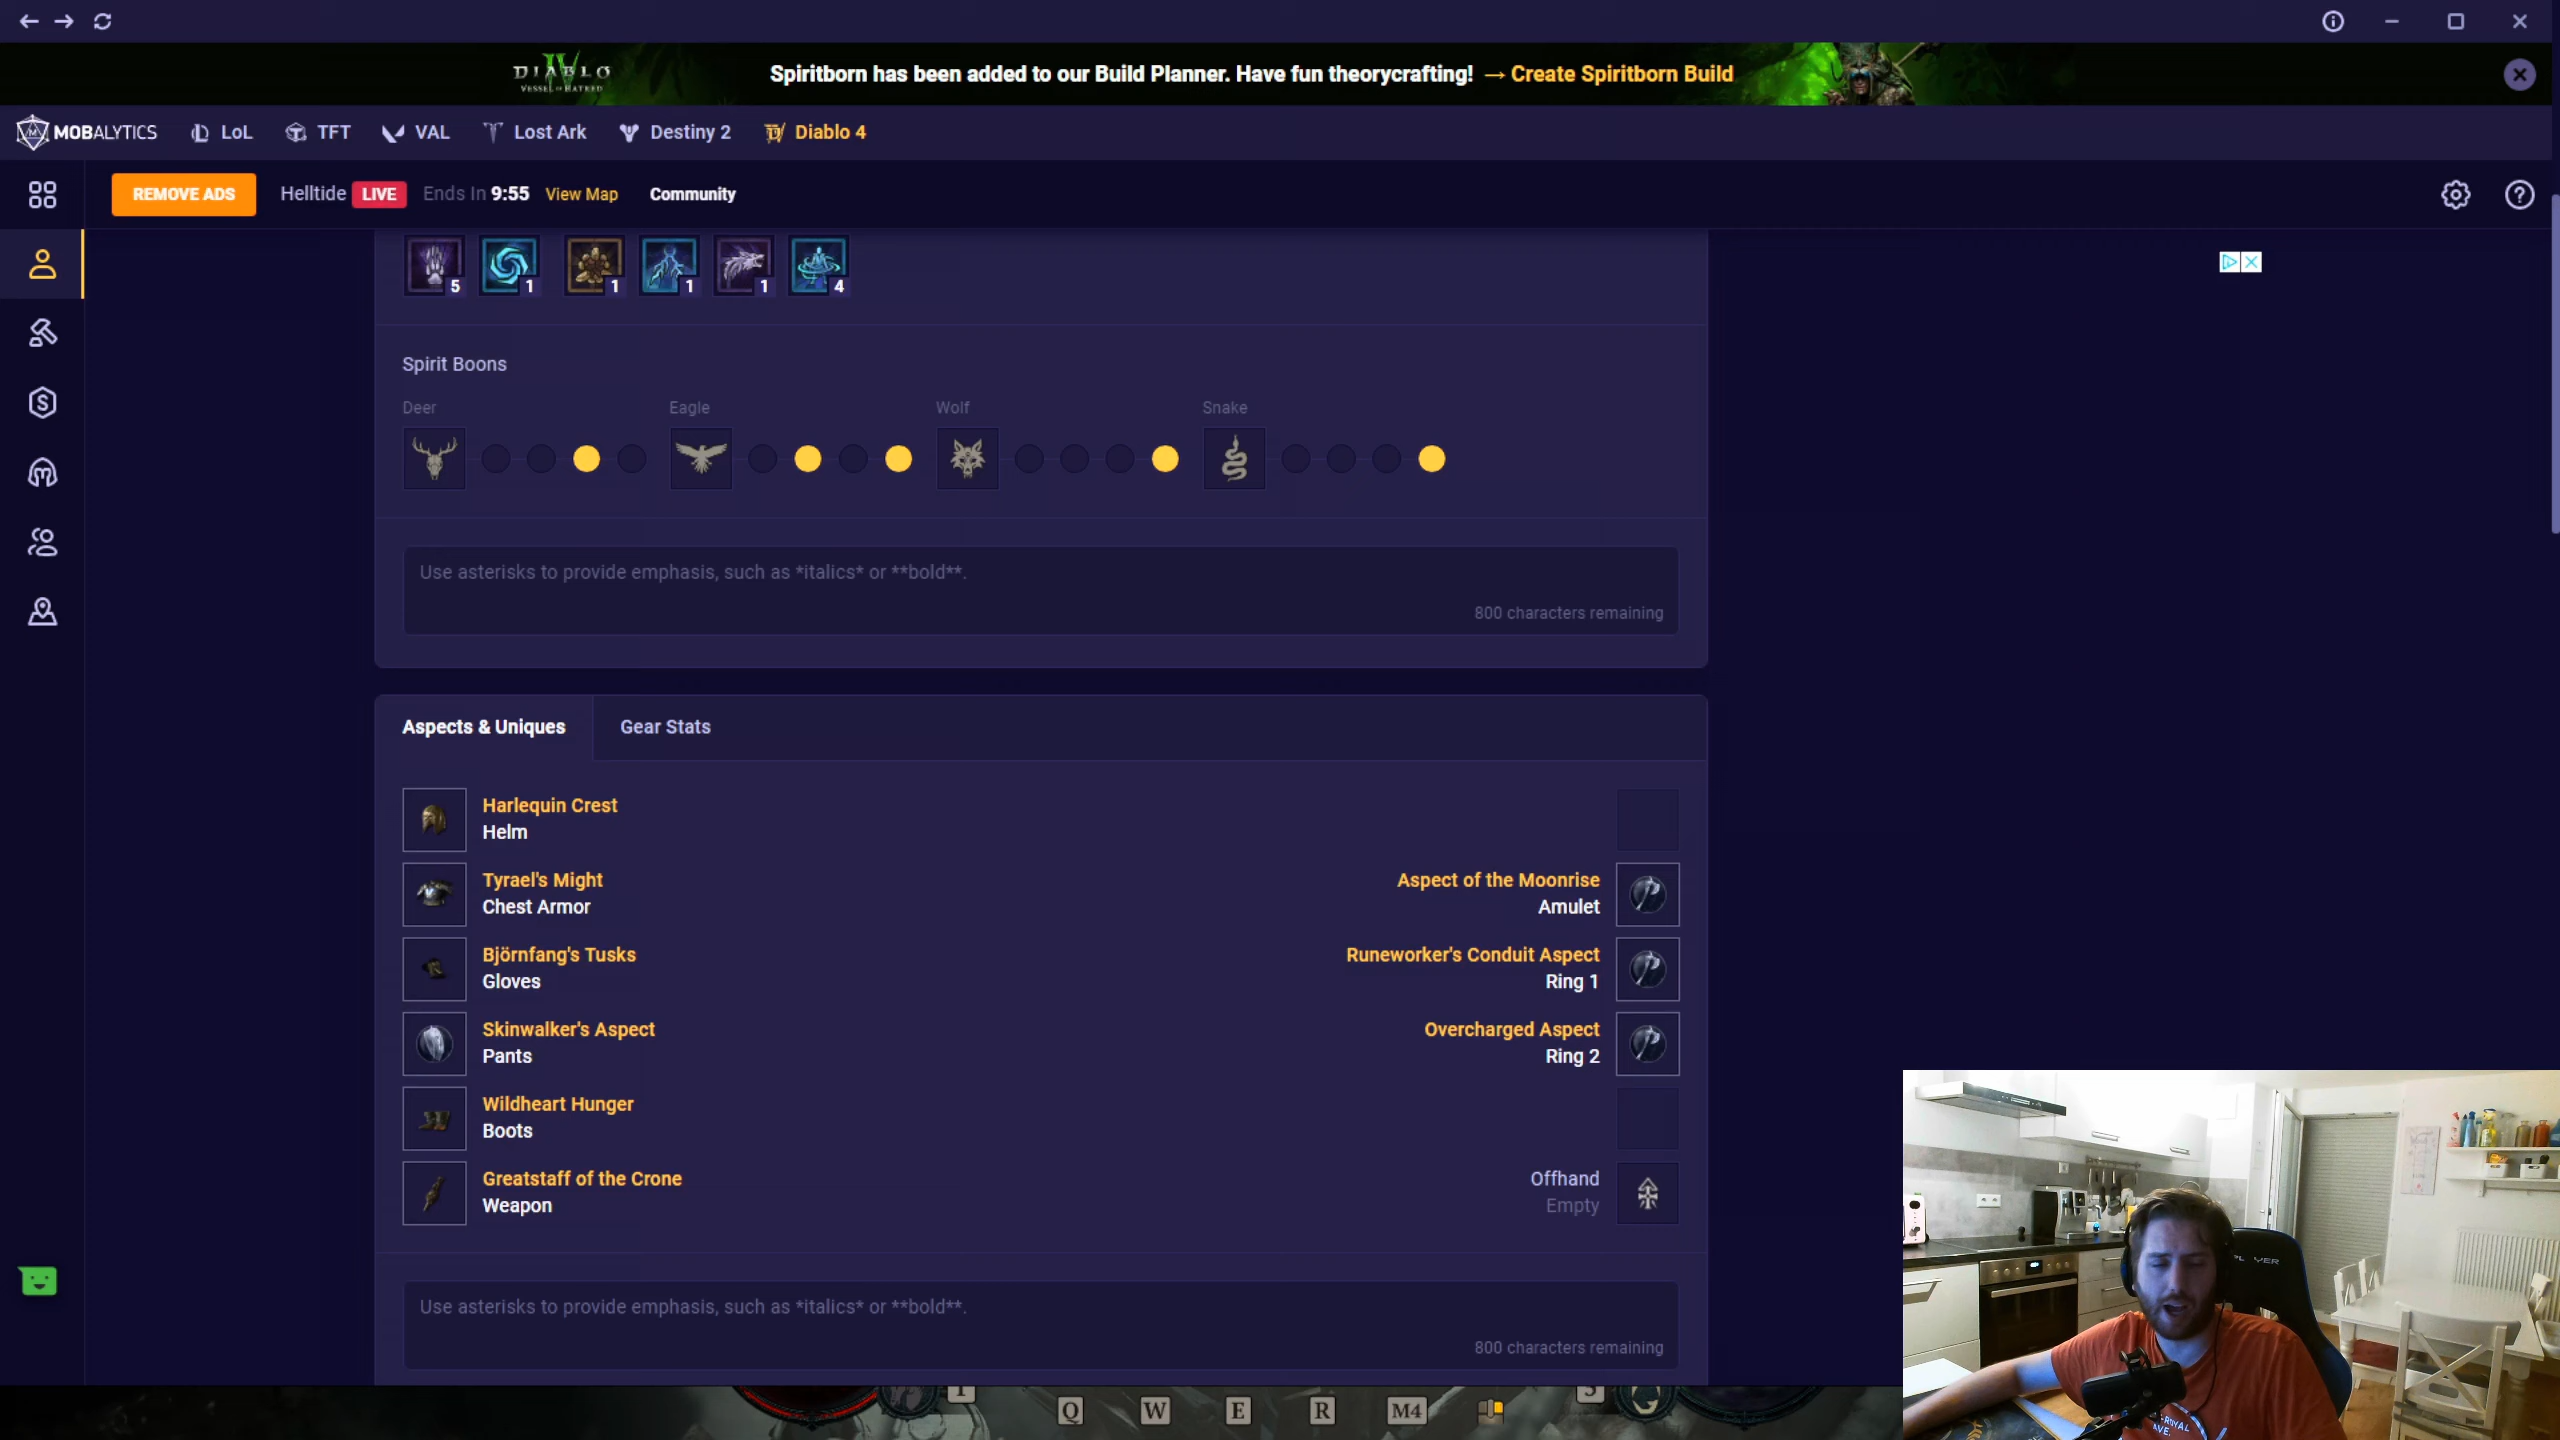 DIABLO
IV
VESSEL OF HATRED
Spiritborn has been added to our Build Planner. Have fun theorycrafting! → Create Spiritborn Build
MOBALYTICS
LoL
TFT
VAL
Lost Ark
Destiny 2
Diablo 4
REMOVE ADS
Helltide LIVE Ends In 9:55 View Map
Community
5
1
1
1
1
4
Spirit Boons
Deer
Eagle
Wolf
Snake
Use asterisks to provide emphasis, such as *italics* or **bold**.
800 characters remaining
Aspects & Uniques
Gear Stats
Harlequin Crest
Helm
Tyrael's Might
Chest Armor
Aspect of the Moonrise
Amulet
Björnfang's Tusks
Gloves
Runeworker's Conduit Aspect
Ring 1
Skinwalker's Aspect
Pants
Overcharged Aspect
Ring 2
Wildheart Hunger
Boots
Greatstaff of the Crone
Weapon
Offhand
Empty
Use asterisks to provide emphasis, such as *italics* or **bold**.
800 characters remaining
Q
W
E
R
M4